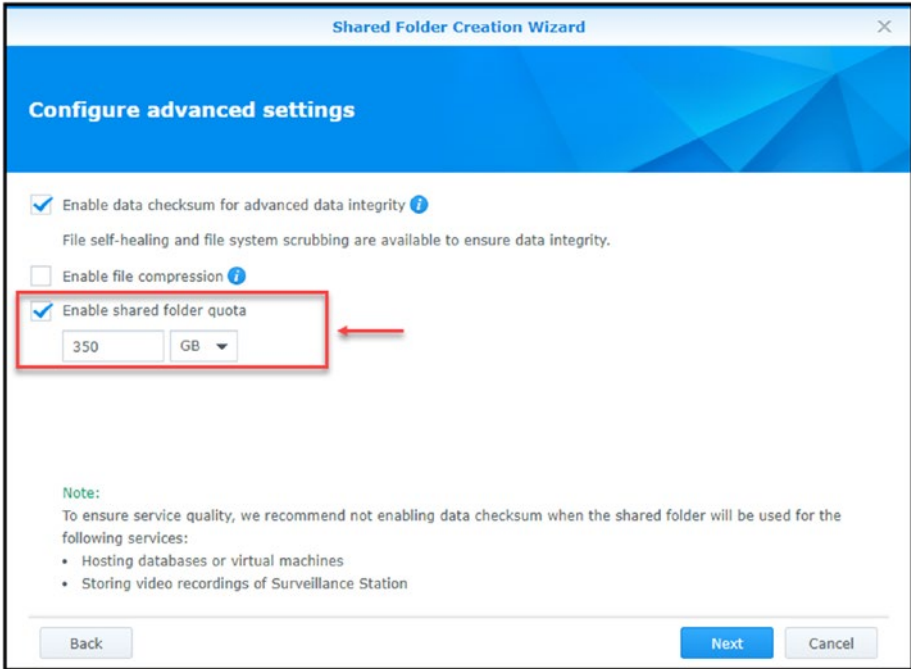 Shared Folder Creation Wizard
Configure advanced settings
Enable data checksum for advanced data integrity
File self-healing and file system scrubbing are available to ensure data integrity.
Enable file compression
Enable shared folder quota
350 GB
Note:
To ensure service quality, we recommend not enabling data checksum when the shared folder will be used for the
following services:
• Hosting databases or virtual machines
• Storing video recordings of Surveillance Station
Back Next Cancel